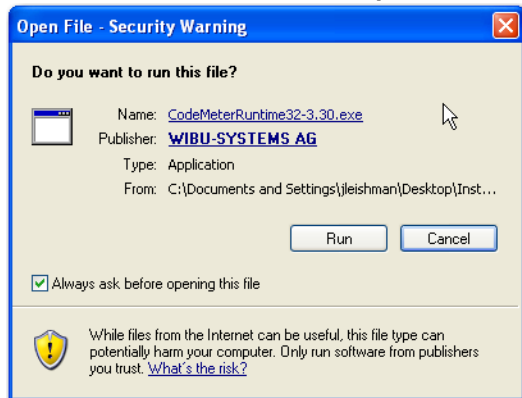 Open File - Security Warning
Do you want to run this file?
Name: CodeMeterRuntime32-3.30.exe
Publisher: WIBU-SYSTEMS AG
Type: Application
From: C:\Documents and Settings\jleishman\Desktop\Inst...
Run Cancel
Always ask before opening this file
While files from the Internet can be useful, this file type can
potentially harm your computer. Only run software from publishers
you trust. What's the risk?